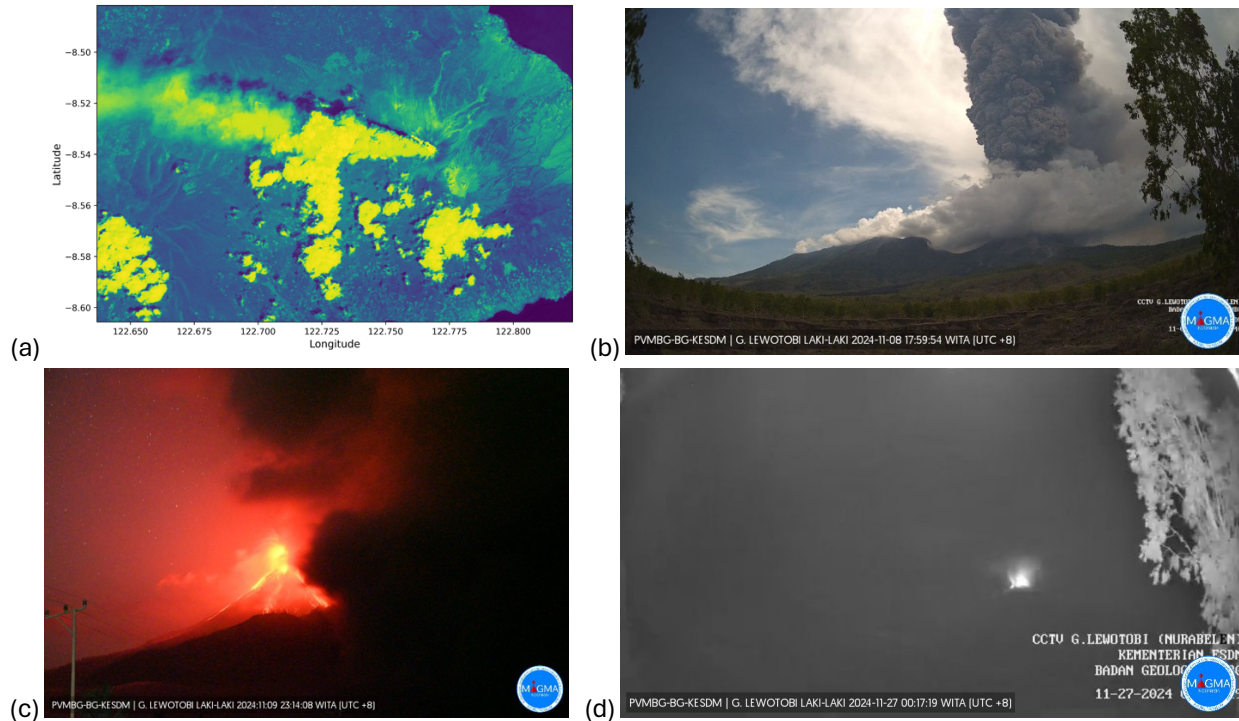 −8.50
−8.52
−8.54
−8.56
−8.58
−8.60
Latitude
122.650 122.675 122.700 122.725 122.750 122.775 122.800
Longitude
(a)
CCTV G.LEWOTOBI
MAGMA
PVMBG-BG-KESDM | G. LEWOTOBI LAKI-LAKI 2024-11-08 17:59:54 WITA [UTC +8]
(b)
MAGMA
PVMBG-BG-KESDM | G. LEWOTOBI LAKI-LAKI 2024:11:09 23:14:08 WITA [UTC +8]
(c)
CCTV G.LEWOTOBI (NURABELEN)
KEMENTERIAN ESDM
BADAN GEOLOG
MAGMA
11-27-2024
PVMBG-BG-KESDM | G. LEWOTOBI LAKI-LAKI 2024-11-27 00:17:19 WITA [UTC +8]
(d)